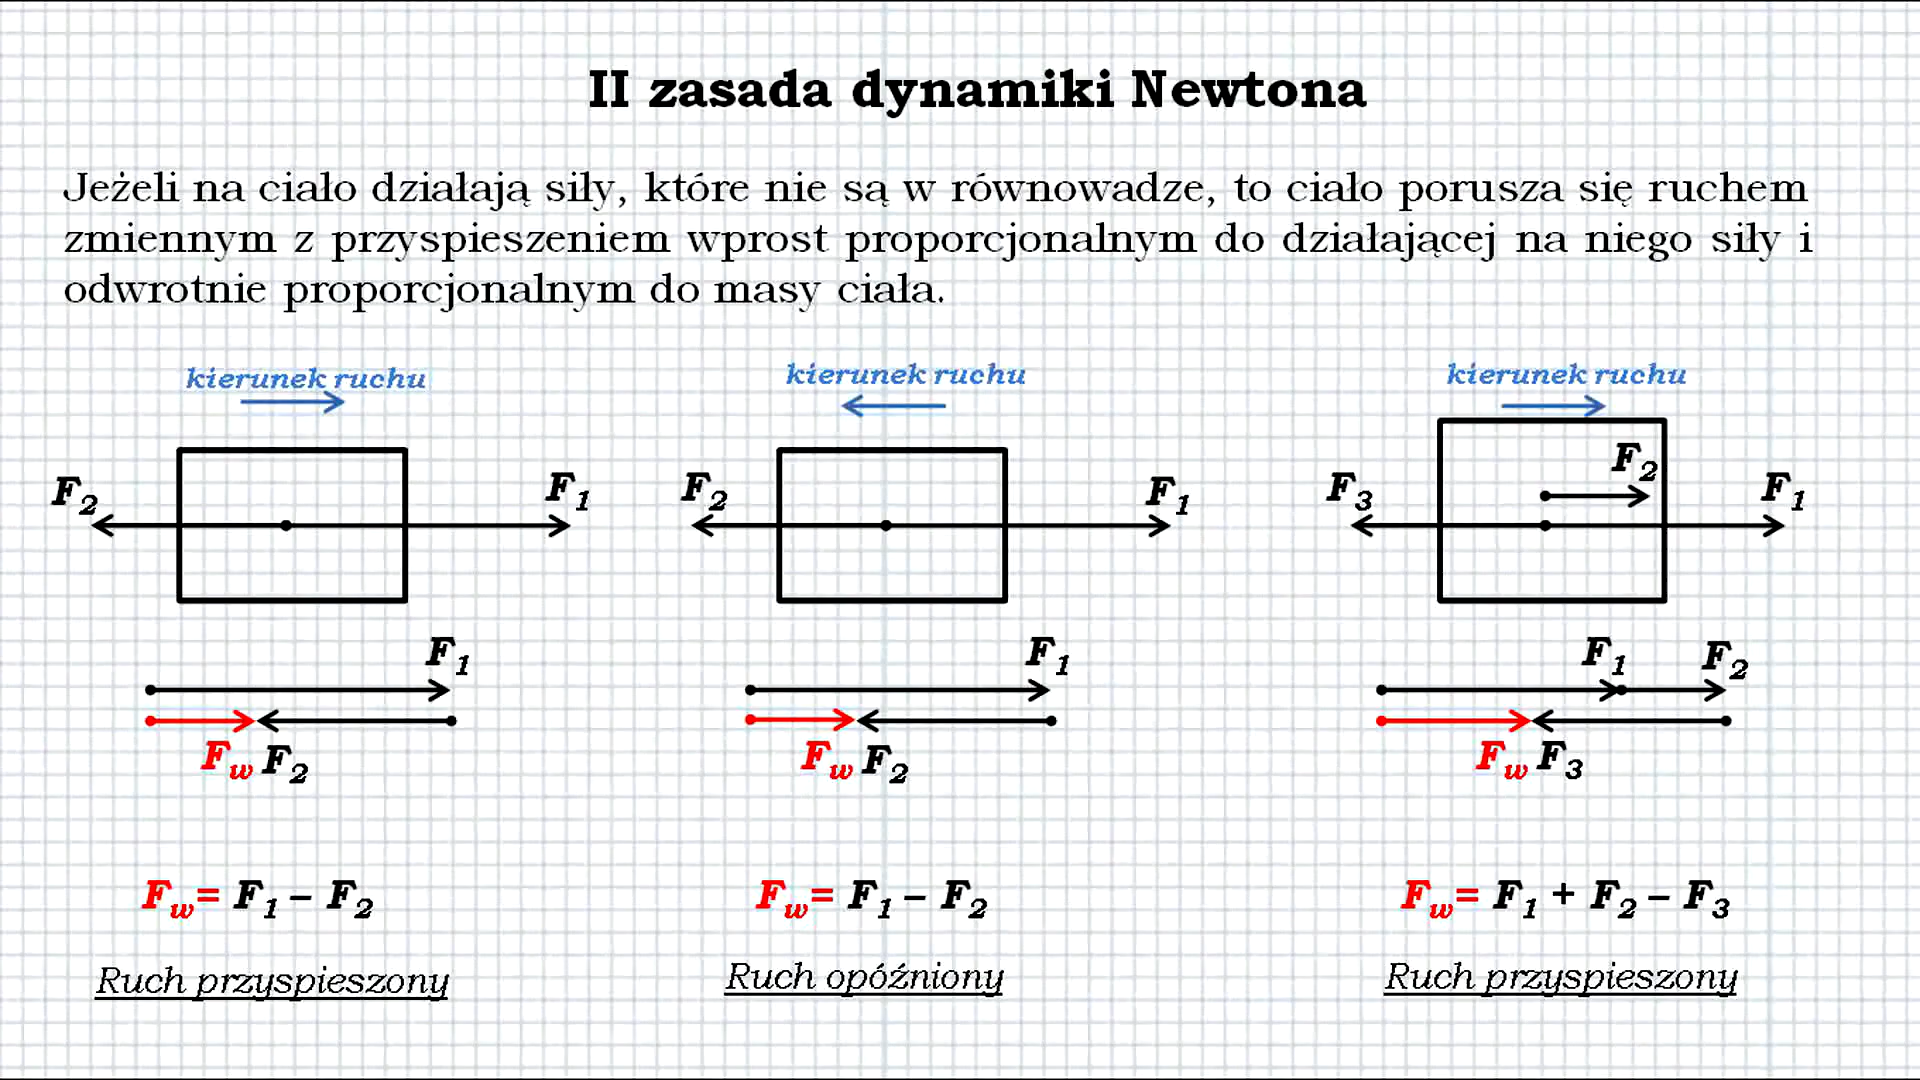 II zasada dynamiki Newtona
Jeżeli na ciało działają siły, które nie są w równowadze, to ciało porusza się ruchem
zmiennym z przyspieszeniem wprost proporcjonalnym do działającej na niego siły i
odwrotnie proporcjonalnym do masy ciała.
kierunek ruchu
F2
F1
F1
Fw F2
Fw= F1 – F2
Ruch przyspieszony
kierunek ruchu
F2
F1
F1
Fw F2
Fw= F1 – F2
Ruch opóźniony
kierunek ruchu
F2
F3
F1
F1
F2
Fw F3
Fw= F1 + F2 – F3
Ruch przyspieszony